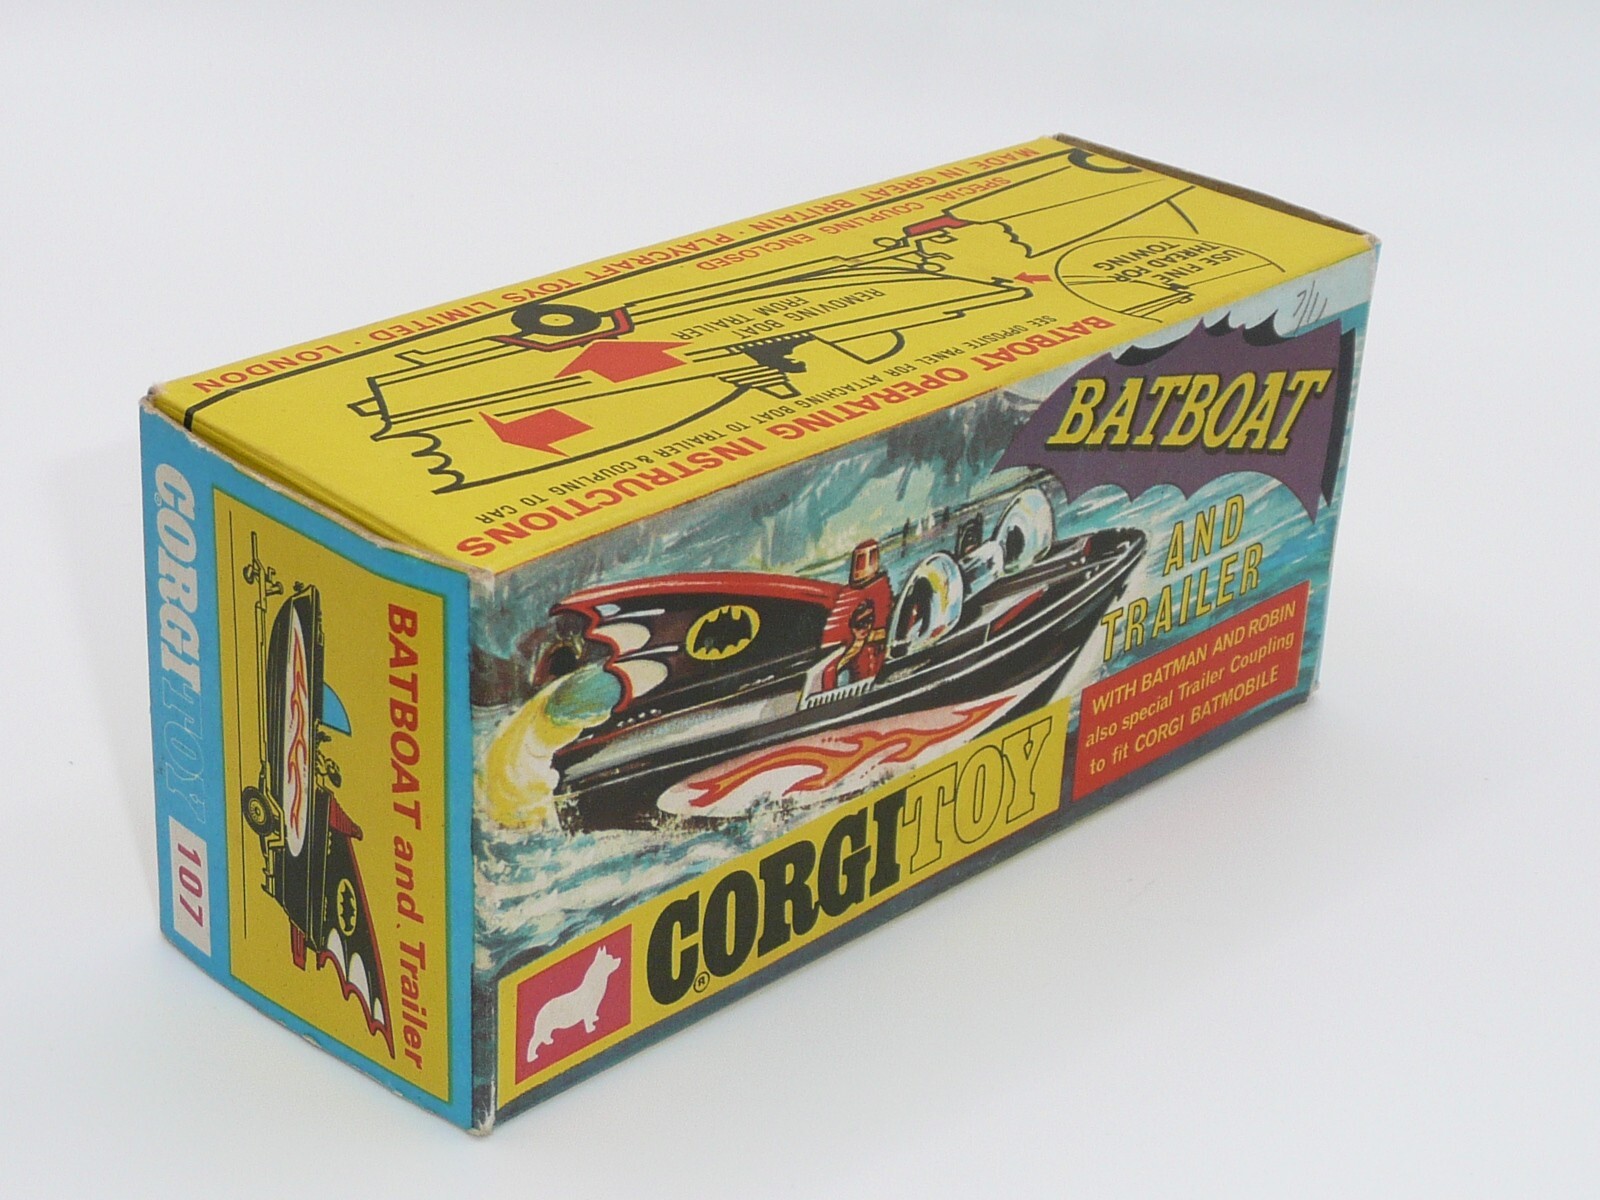 MADE IN GREAT BRITAIN · PLAYCRAFT TOYS LIMITED · LONDON
SPECIAL COUPLING ENCLOSED
USE FINE
THREAD FOR
TOWING
REMOVING BOAT
FROM TRAILER
SEE OPPOSITE PANEL FOR ATTACHING BOAT TO TRAILER & COUPLING TO CAR
BATBOAT OPERATING INSTRUCTIONS
7/11
BATBOAT
AND
TRAILER
WITH BATMAN AND ROBIN
also special Trailer Coupling
to fit CORGI BATMOBILE
CORGI TOY
®
CORGI TOY 107
®
BATBOAT and Trailer